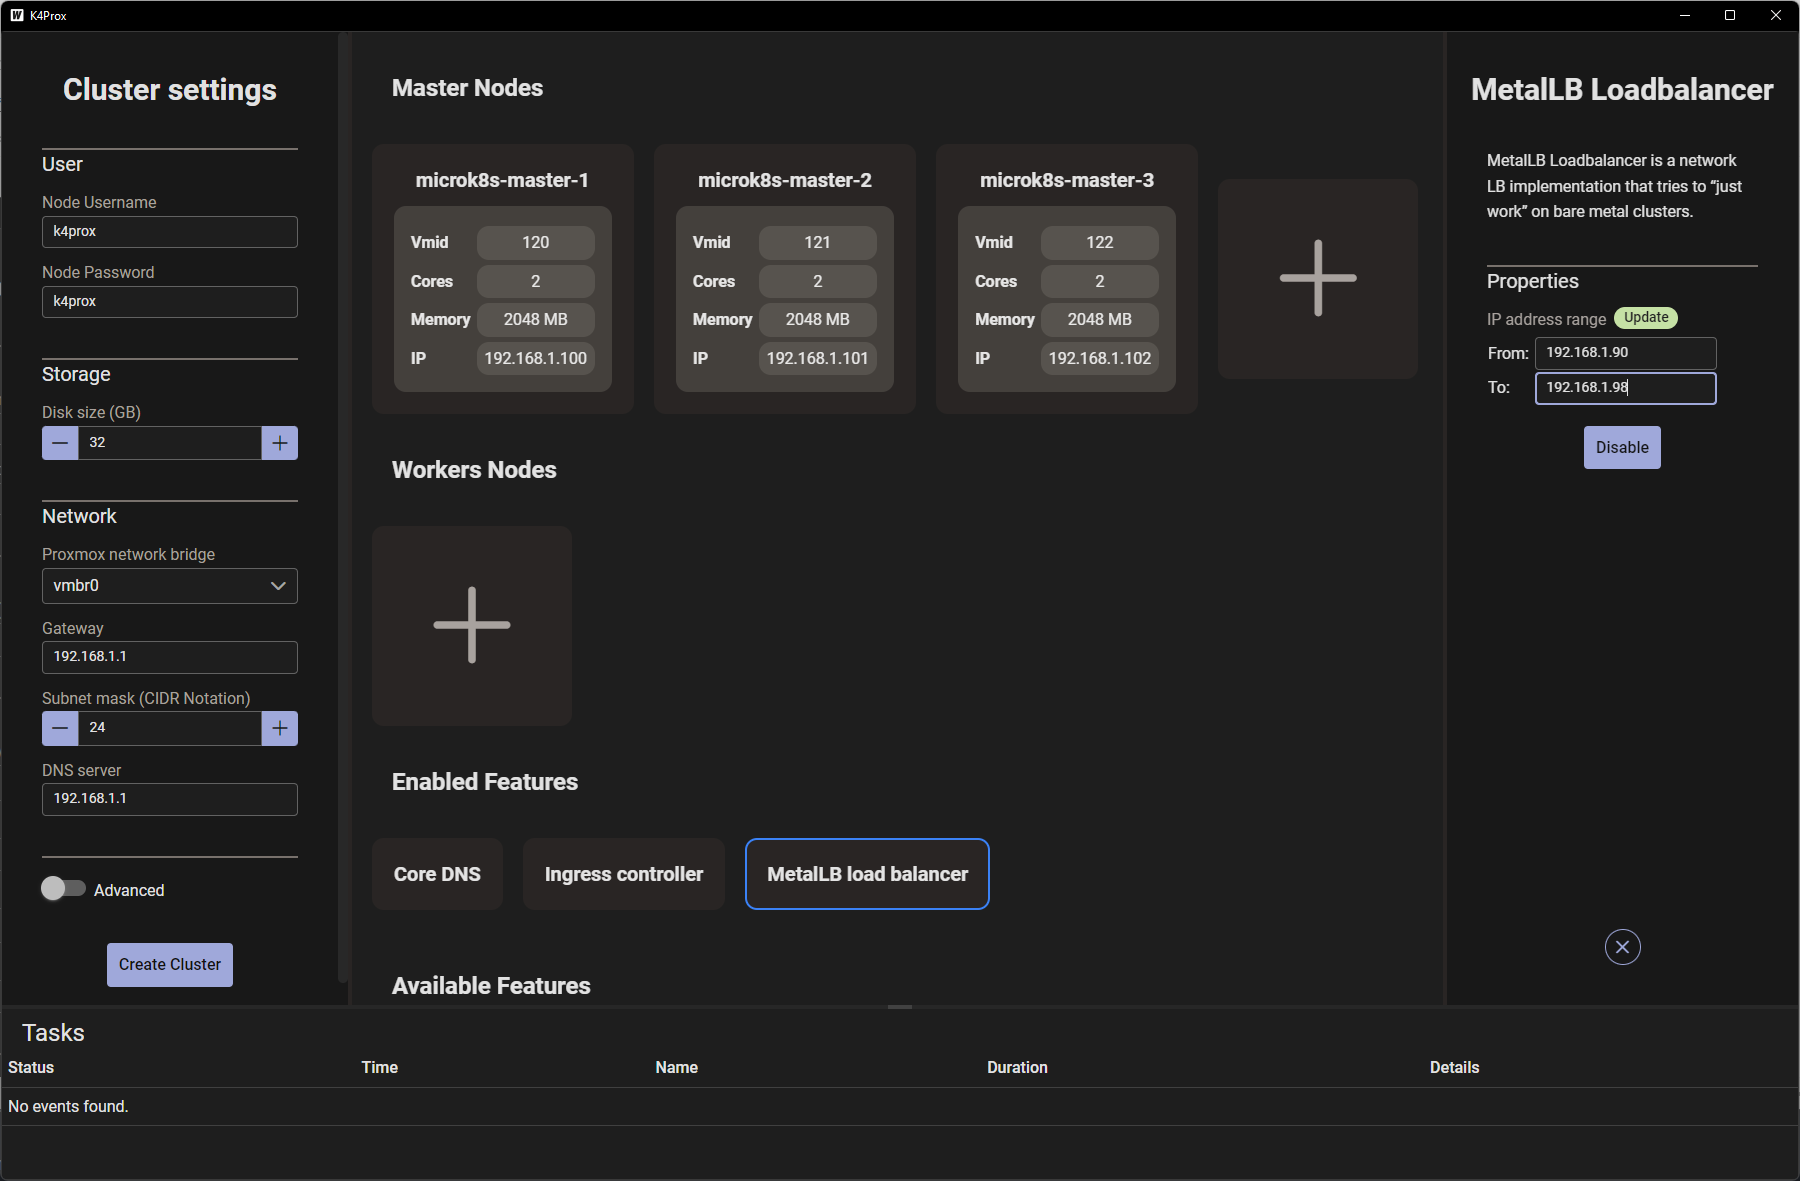 K4Prox
Cluster settings
User
Node Username
k4prox
Node Password
k4prox
Storage
Disk size (GB)
32
Network
Proxmox network bridge
vmbr0
Gateway
192.168.1.1
Subnet mask (CIDR Notation)
24
DNS server
192.168.1.1
Advanced
Create Cluster
Master Nodes
microk8s-master-1
Vmid 120
Cores 2
Memory 2048 MB
IP 192.168.1.100
microk8s-master-2
Vmid 121
Cores 2
Memory 2048 MB
IP 192.168.1.101
microk8s-master-3
Vmid 122
Cores 2
Memory 2048 MB
IP 192.168.1.102
Workers Nodes
Enabled Features
Core DNS
Ingress controller
MetalLB load balancer
Available Features
MetalLB Loadbalancer
MetalLB Loadbalancer is a network
LB implementation that tries to “just
work” on bare metal clusters.
Properties
IP address range Update
From: 192.168.1.90
To: 192.168.1.98
Disable
Tasks
Status Time Name Duration Details
No events found.